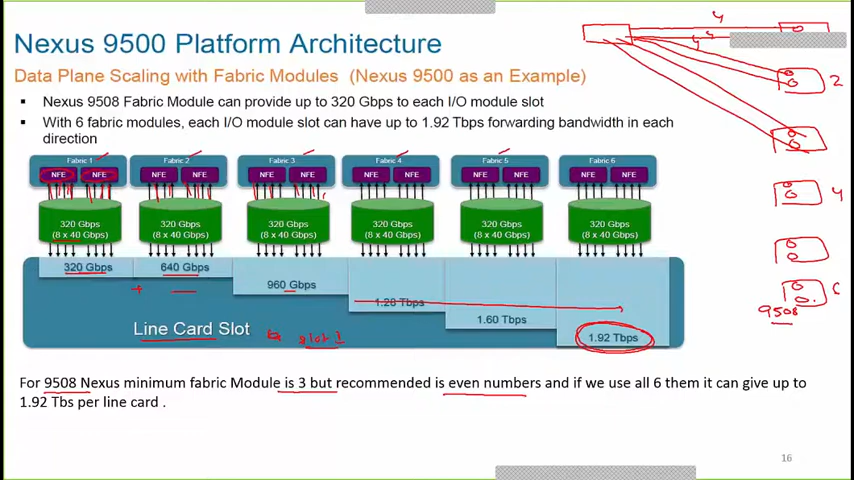 Nexus 9500 Platform Architecture
Data Plane Scaling with Fabric Modules (Nexus 9500 as an Example)
Nexus 9508 Fabric Module can provide up to 320 Gbps to each I/O module slot
With 6 fabric modules, each I/O module slot can have up to 1.92 Tbps forwarding bandwidth in each
direction
Fabric 1 Fabric 2 Fabric 3 Fabric 4 Fabric 5 Fabric 6
NFE NFE NFE NFE NFE NFE NFE NFE NFE NFE NFE NFE
320 Gbps 320 Gbps 320 Gbps 320 Gbps 320 Gbps 320 Gbps
(8 x 40 Gbps) (8 x 40 Gbps) (8 x 40 Gbps) (8 x 40 Gbps) (8 x 40 Gbps) (8 x 40 Gbps)
320 Gbps 640 Gbps
960 Gbps
1.28 Tbps
1.60 Tbps
1.92 Tbps
Line Card Slot
slot 1
For 9508 Nexus minimum fabric Module is 3 but recommended is even numbers and if we use all 6 them it can give up to
1.92 Tbs per line card .
4
2
4
9508
16